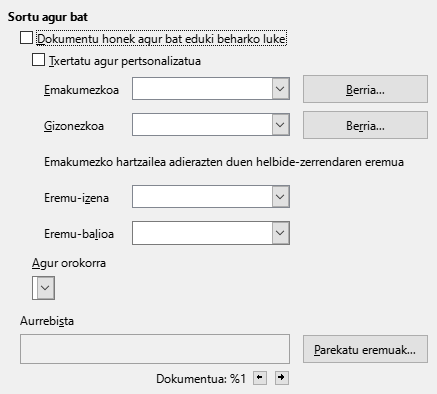 Sortu agur bat
Dokumentu honek agur bat eduki beharko luke
Txertatu agur pertsonalizatua
Emakumezkoa
Berria...
Gizonezkoa
Berria...
Emakumezko hartzailea adierazten duen helbide-zerrendaren eremua
Eremu-izena
Eremu-balioa
Agur orokorra
Aurrebista
Parekatu eremuak...
Dokumentua: %1